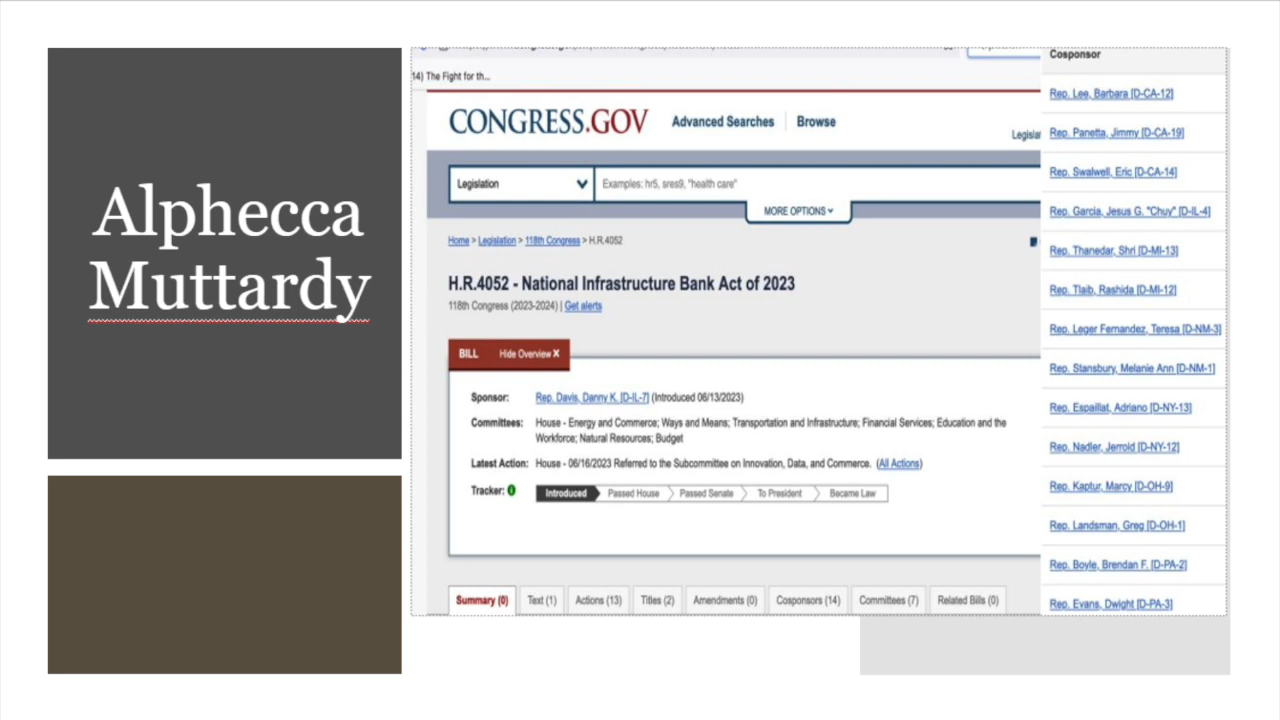 Alphecca
Muttardy
14) The Fight for th...
CONGRESS.GOV Advanced Searches Browse
Legislat
Legislation Examples: hr5, sres9, "health care"
MORE OPTIONS
Home > Legislation > 118th Congress > H.R.4052
H.R.4052 - National Infrastructure Bank Act of 2023
118th Congress (2023-2024) | Get alerts
BILL Hide Overview X
Sponsor: Rep. Davis, Danny K. [D-IL-7] (Introduced 06/13/2023)
Committees: House - Energy and Commerce; Ways and Means; Transportation and Infrastructure; Financial Services; Education and the
Workforce; Natural Resources; Budget
Latest Action: House - 06/16/2023 Referred to the Subcommittee on Innovation, Data, and Commerce. (All Actions)
Tracker: Introduced Passed House Passed Senate To President Became Law
Summary (0) Text (1) Actions (13) Titles (2) Amendments (0) Cosponsors (14) Committees (7) Related Bills (0)
Cosponsor
Rep. Lee, Barbara [D-CA-12]
Rep. Panetta, Jimmy [D-CA-19]
Rep. Swalwell, Eric [D-CA-14]
Rep. Garcia, Jesus G. "Chuy" [D-IL-4]
Rep. Thanedar, Shri [D-MI-13]
Rep. Tlaib, Rashida [D-MI-12]
Rep. Leger Fernandez, Teresa [D-NM-3]
Rep. Stansbury, Melanie Ann [D-NM-1]
Rep. Espaillat, Adriano [D-NY-13]
Rep. Nadler, Jerrold [D-NY-12]
Rep. Kaptur, Marcy [D-OH-9]
Rep. Landsman, Greg [D-OH-1]
Rep. Boyle, Brendan F. [D-PA-2]
Rep. Evans, Dwight [D-PA-3]